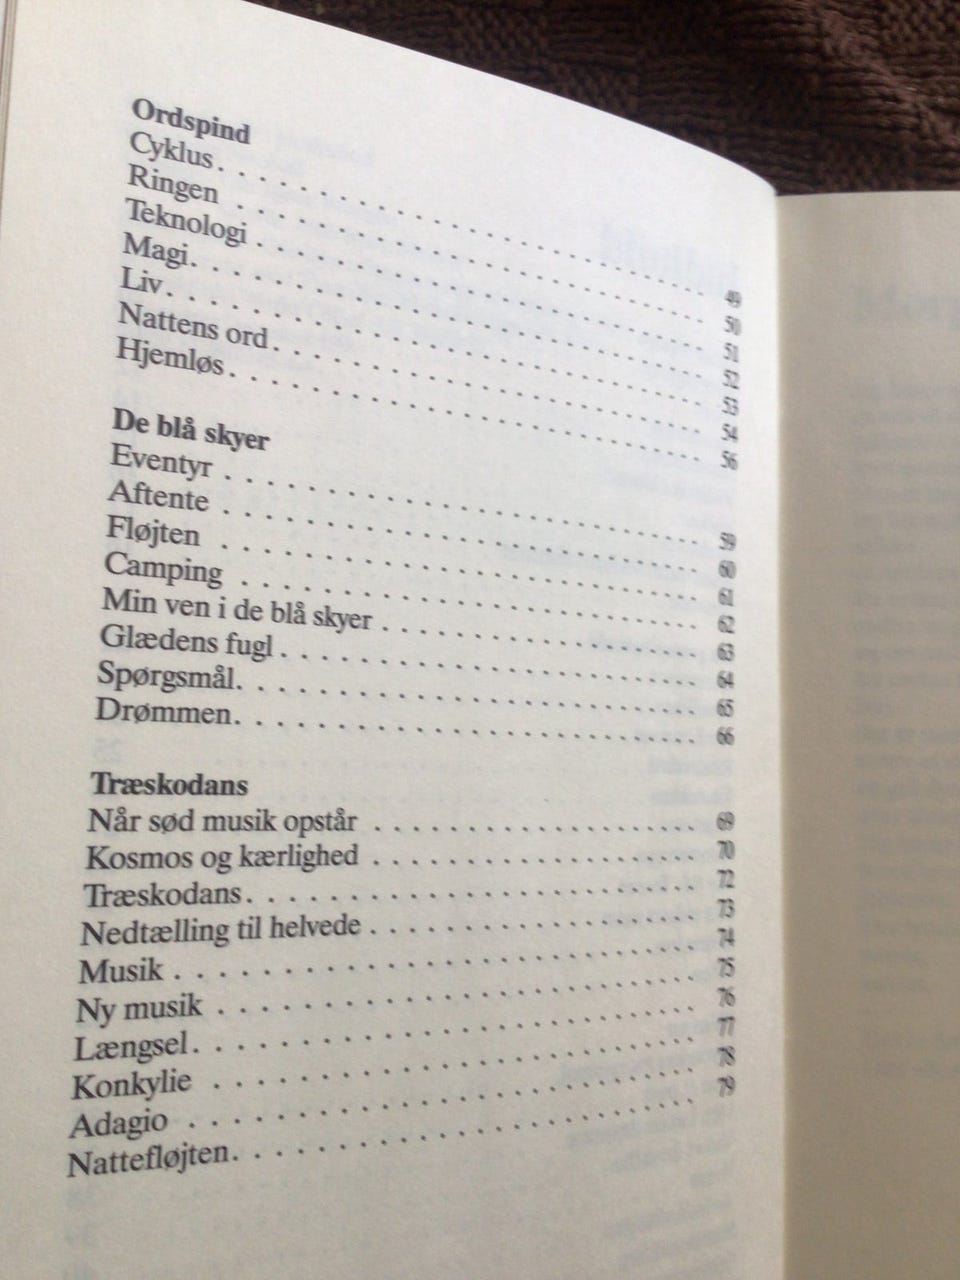 Ordspind
Cyklus . . . . . . . . . . . . . . . . . . . . . . . . . . . . . . . . 49
Ringen . . . . . . . . . . . . . . . . . . . . . . . . . . . . . . . . 50
Teknologi . . . . . . . . . . . . . . . . . . . . . . . . . . . . . . 51
Magi . . . . . . . . . . . . . . . . . . . . . . . . . . . . . . . . . . 52
Liv . . . . . . . . . . . . . . . . . . . . . . . . . . . . . . . . . . . 53
Nattens ord . . . . . . . . . . . . . . . . . . . . . . . . . . . . 54
Hjemløs . . . . . . . . . . . . . . . . . . . . . . . . . . . . . . . 56
De blå skyer
Eventyr . . . . . . . . . . . . . . . . . . . . . . . . . . . . . . . 59
Aftente . . . . . . . . . . . . . . . . . . . . . . . . . . . . . . . 60
Fløjten . . . . . . . . . . . . . . . . . . . . . . . . . . . . . . . 61
Camping . . . . . . . . . . . . . . . . . . . . . . . . . . . . . . 62
Min ven i de blå skyer . . . . . . . . . . . . . . . . . . . . . 63
Glædens fugl . . . . . . . . . . . . . . . . . . . . . . . . . . . 64
Spørgsmål . . . . . . . . . . . . . . . . . . . . . . . . . . . . . 65
Drømmen . . . . . . . . . . . . . . . . . . . . . . . . . . . . . 66
Træskodans
Når sød musik opstår . . . . . . . . . . . . . . . . . . . . . 69
Kosmos og kærlighed . . . . . . . . . . . . . . . . . . . . . 70
Træskodans . . . . . . . . . . . . . . . . . . . . . . . . . . . . 72
Nedtælling til helvede . . . . . . . . . . . . . . . . . . . . . 73
Musik . . . . . . . . . . . . . . . . . . . . . . . . . . . . . . . . . 74
Ny musik . . . . . . . . . . . . . . . . . . . . . . . . . . . . . . 75
Længsel . . . . . . . . . . . . . . . . . . . . . . . . . . . . . . . 76
Konkylie . . . . . . . . . . . . . . . . . . . . . . . . . . . . . . 77
Adagio . . . . . . . . . . . . . . . . . . . . . . . . . . . . . . . . 78
Nattefløjten . . . . . . . . . . . . . . . . . . . . . . . . . . . . 79